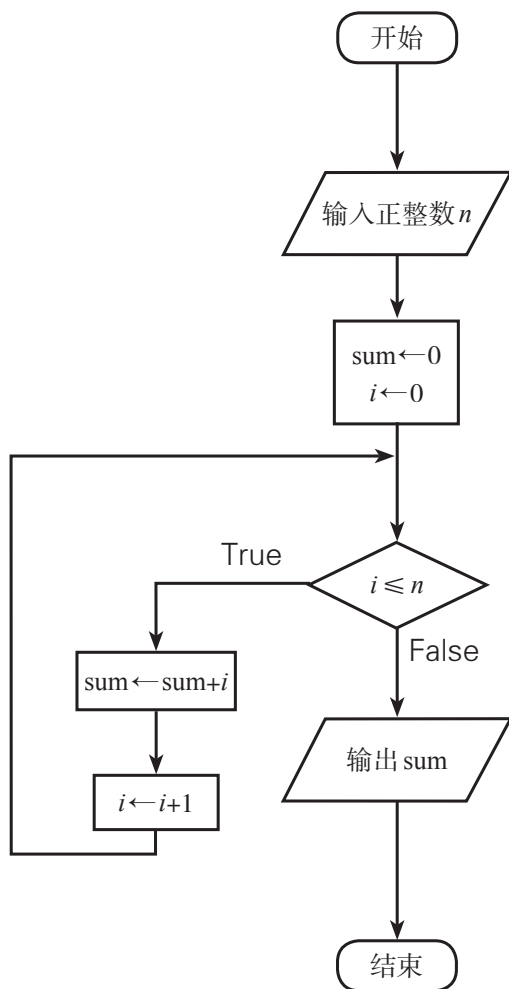 开始
输入正整数n
sum←0
i←0
i≤n
True
sum←sum+i
i←i+1
False
输出sum
结束